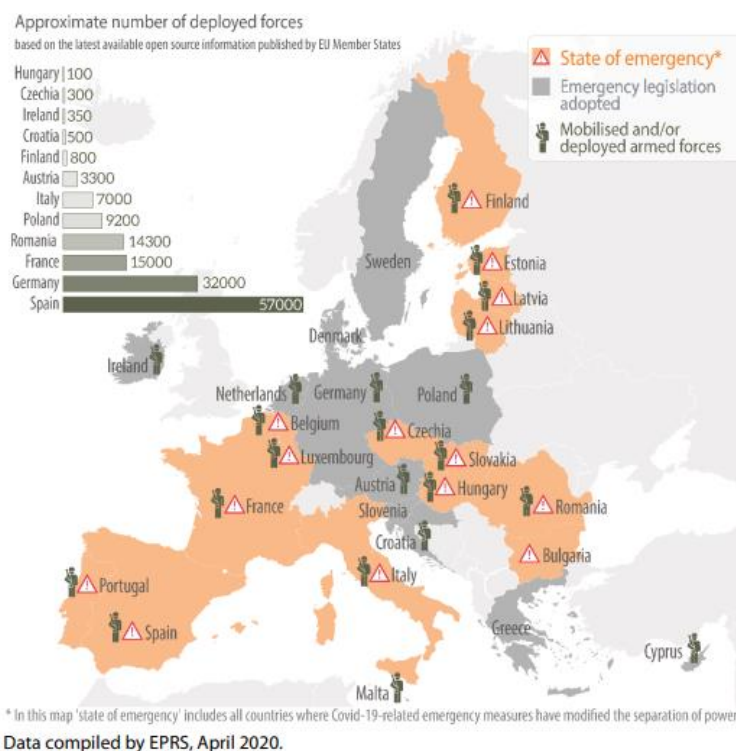 Approximate number of deployed forces
based on the latest available open source information published by EU Member States
Hungary 100
Czechia 300
Ireland 350
Croatia 500
Finland 800
Austria 3300
Italy 7000
Poland 9200
Romania 14300
France 15000
Germany 32000
Spain 57000
State of emergency*
Emergency legislation
adopted
Mobilised and/or
deployed armed forces
Finland
Sweden
Estonia
Latvia
Lithuania
Denmark
Ireland
Netherlands
Germany
Poland
Belgium
Czechia
Luxembourg
Slovakia
Austria
Hungary
France
Slovenia
Romania
Croatia
Bulgaria
Italy
Portugal
Spain
Greece
Cyprus
Malta
* In this map 'state of emergency' includes all countries where Covid-19-related emergency measures have modified the separation of power
Data compiled by EPRS, April 2020.